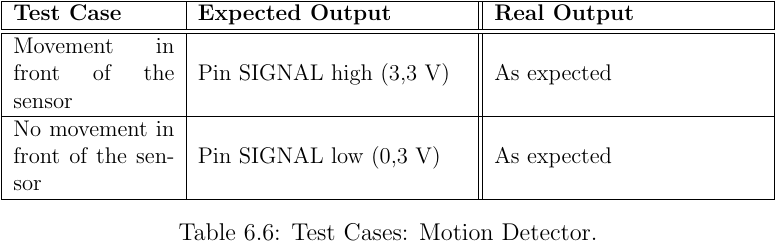 Test Case Expected Output Real Output
Movement in
front of the
sensor
Pin SIGNAL high (3,3 V)
As expected
No movement in
front of the sen-
sor
Pin SIGNAL low (0,3 V)
As expected
Table 6.6: Test Cases: Motion Detector.